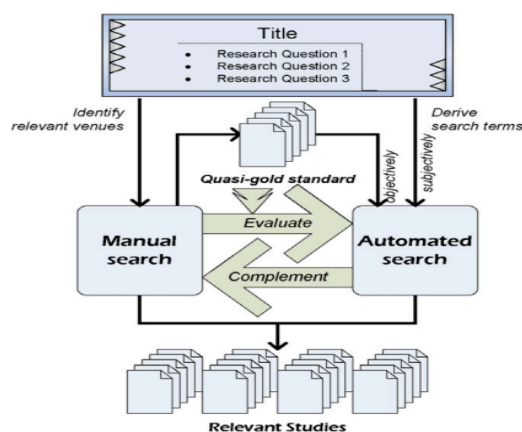 Title
• Research Question 1
• Research Question 2
• Research Question 3
Identify
relevant venues
Derive
search terms
objectively
subjectively
Quasi-gold standard
Evaluate
Manual
search
Automated
search
Complement
Relevant Studies